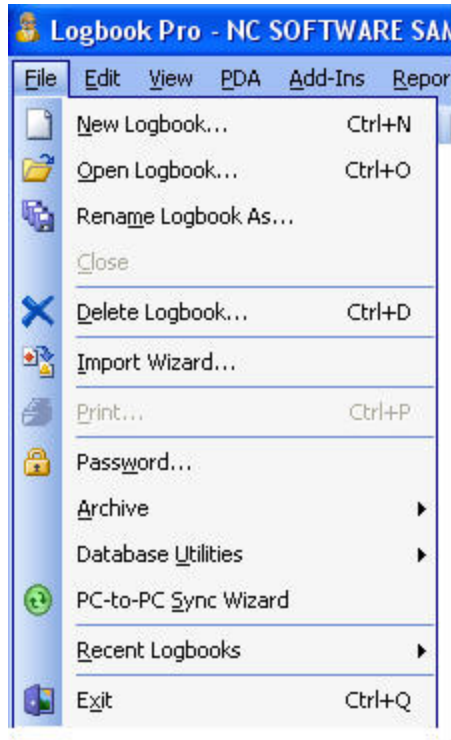 Logbook Pro - NC SOFTWARE SAM
File Edit View PDA Add-Ins Repor
New Logbook... Ctrl+N
Open Logbook... Ctrl+O
Rename Logbook As...
Close
Delete Logbook... Ctrl+D
Import Wizard...
Print... Ctrl+P
Password...
Archive
Database Utilities
PC-to-PC Sync Wizard
Recent Logbooks
Exit Ctrl+Q